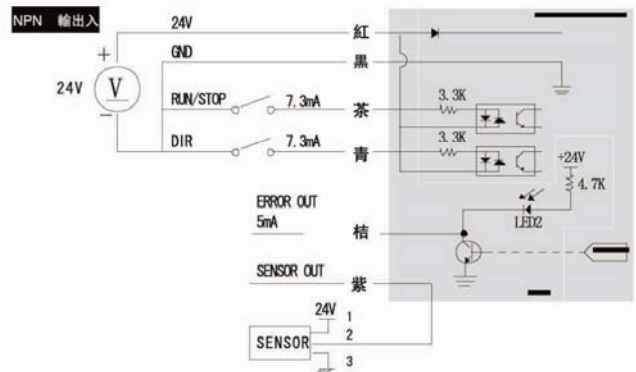 NPN 輸出入
24V
紅
GND
黒
+
24V
V
−
RUN/STOP
7.3mA
茶
3.3K
DIR
7.3mA
青
3.3K
+24V
4.7K
LED2
ERROR OUT
5mA
桔
SENSOR OUT
紫
24V
1
SENSOR
2
3